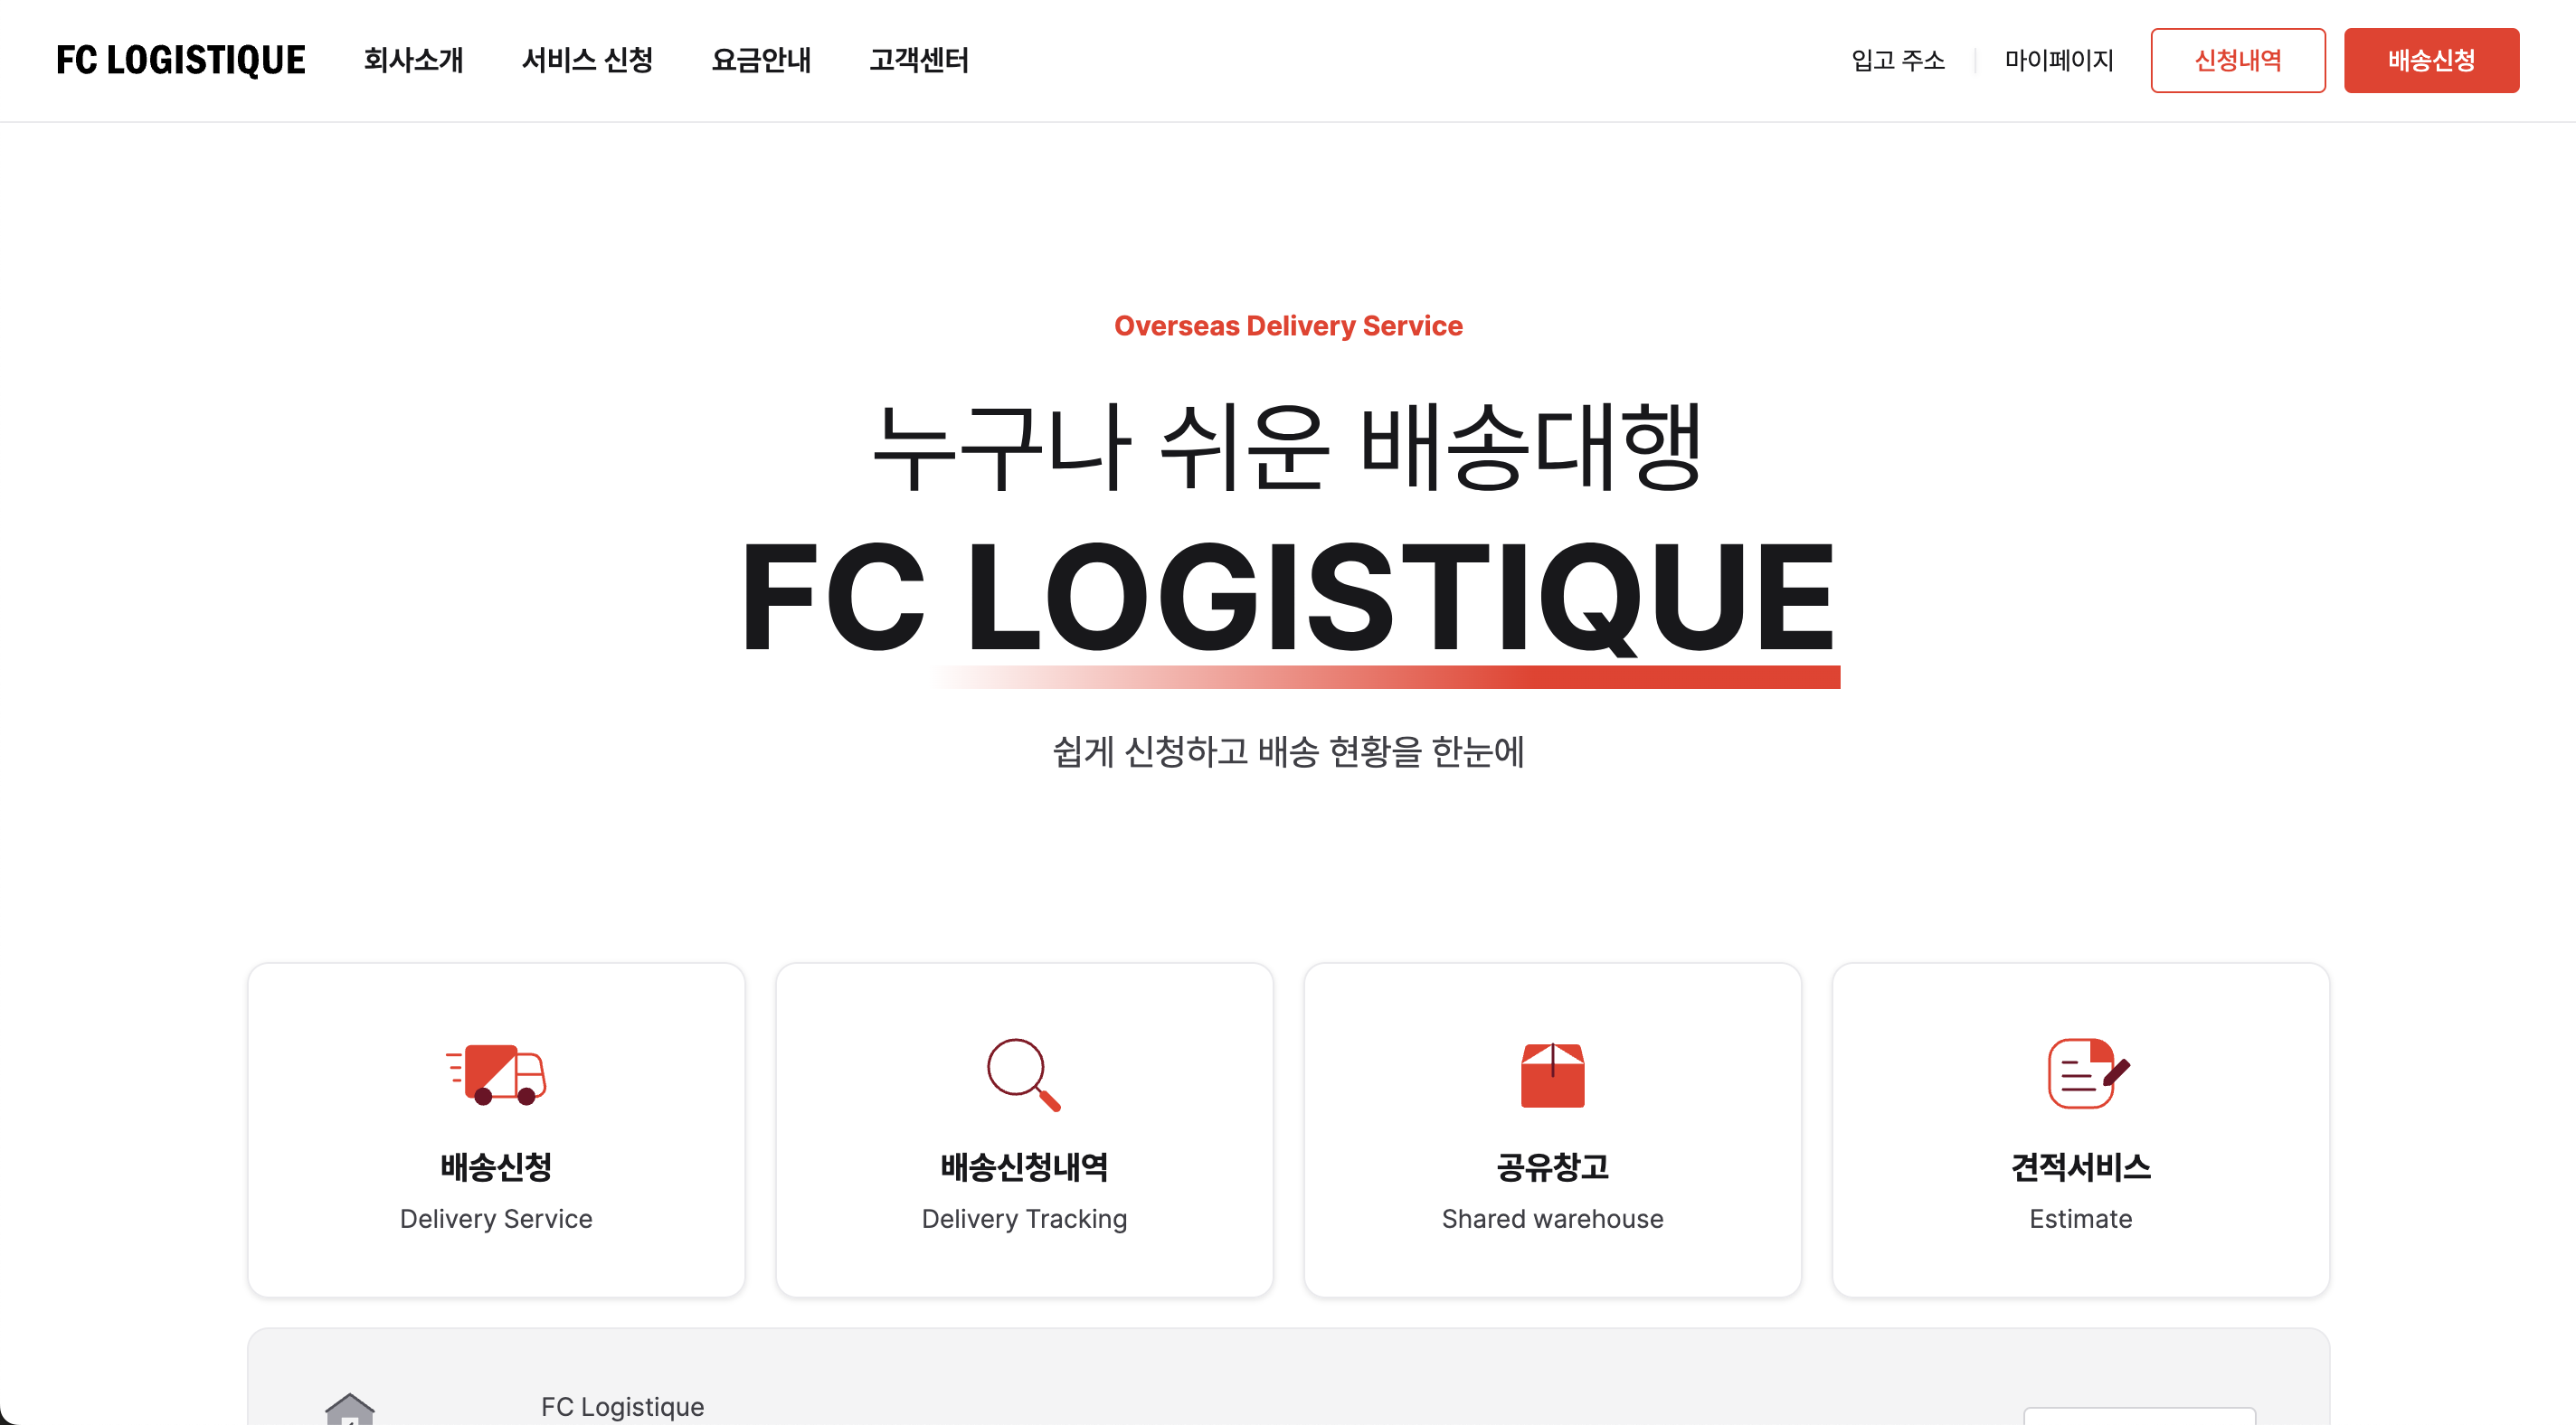 FC LOGISTIQUE 회사소개 서비스 신청 요금안내 고객센터 입고 주소 마이페이지 신청내역 배송신청
Overseas Delivery Service
누구나 쉬운 배송대행
FC LOGISTIQUE
쉽게 신청하고 배송 현황을 한눈에
배송신청
Delivery Service
배송신청내역
Delivery Tracking
공유창고
Shared warehouse
견적서비스
Estimate
FC Logistique